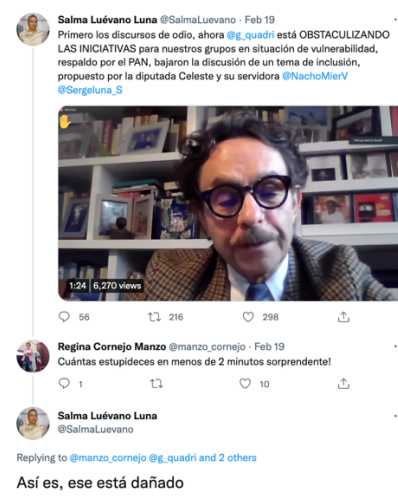 Salma Luévano Luna @SalmaLuevano · Feb 19
Primero los discursos de odio, ahora @g_quadri está OBSTACULIZANDO
LAS INICIATIVAS para nuestros grupos en situación de vulnerabilidad,
respaldo por el PAN, bajaron la discusión de un tema de inclusión,
propuesto por la diputada Celeste y su servidora @NachoMierV
@Sergeluna_S
1:24 6,270 views
56 216 298
Regina Cornejo Manzo @manzo_cornejo · Feb 19
Cuántas estupideces en menos de 2 minutos sorprendente!
1 10
Salma Luévano Luna
@SalmaLuevano
Replying to @manzo_cornejo @g_quadri and 2 others
Así es, ese está dañado